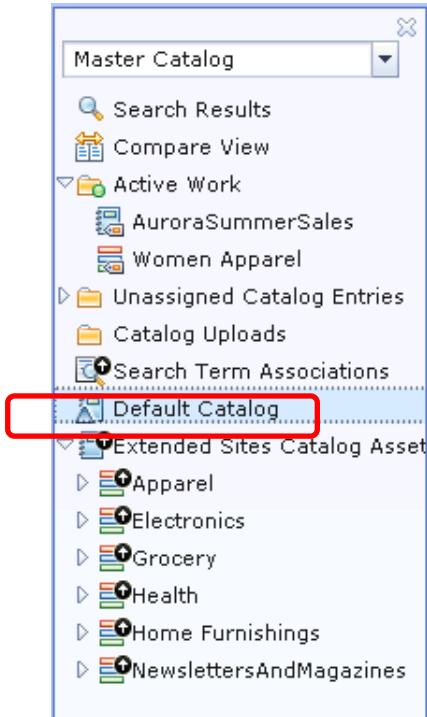 Master Catalog
Search Results
Compare View
Active Work
AuroraSummerSales
Women Apparel
Unassigned Catalog Entries
Catalog Uploads
Search Term Associations
Default Catalog
Extended Sites Catalog Asset
Apparel
Electronics
Grocery
Health
Home Furnishings
NewslettersAndMagazines